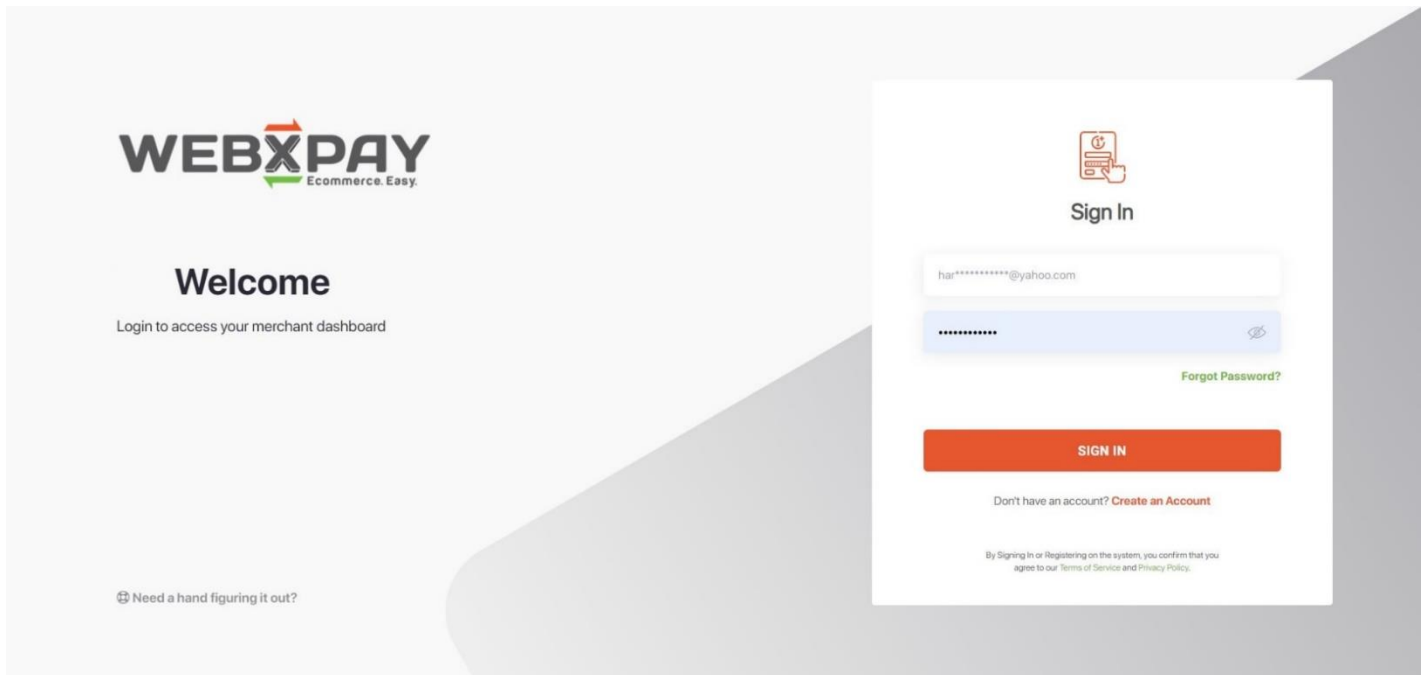 WEBXPAY
Ecommerce. Easy.
Welcome
Login to access your merchant dashboard
Need a hand figuring it out?
Sign In
har***********@yahoo.com
••••••••••••
Forgot Password?
SIGN IN
Don't have an account? Create an Account
By Signing In or Registering on the system, you confirm that you
agree to our Terms of Service and Privacy Policy.